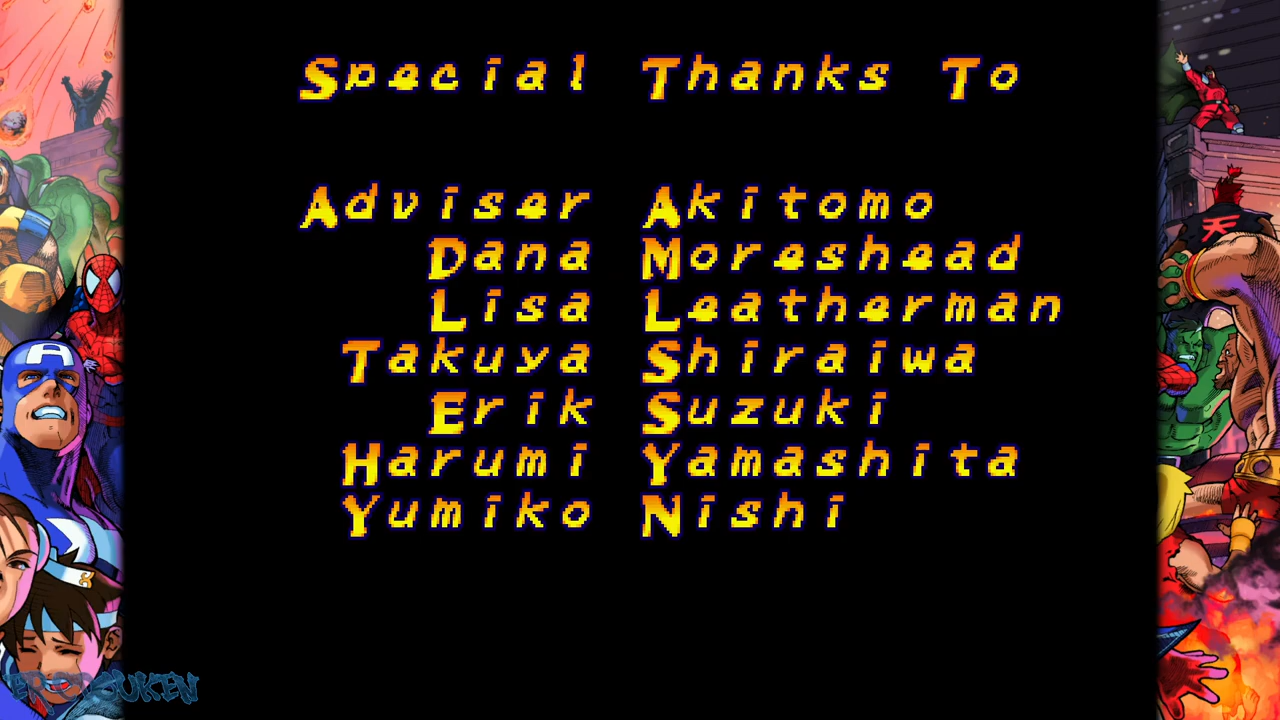 Special Thanks To
Adviser Akitomo
Dana Moreshead
Lisa Leatherman
Takuya Shiraiwa
Erik Suzuki
Harumi Yamashita
Yumiko Nishi
A